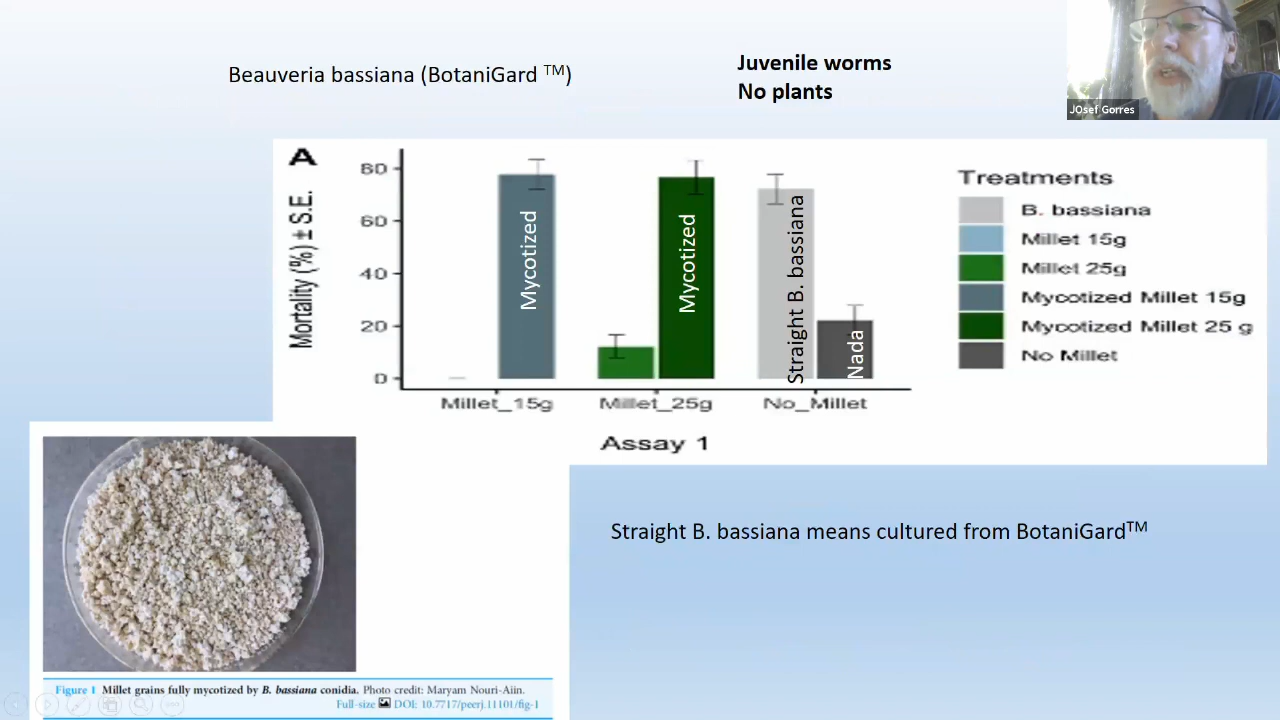 Beauveria bassiana (BotaniGard ™)
Juvenile worms
No plants
JOsef Gorres
A
Mortality (%) ± S.E.
80
60
40
20
0
Mycotized
Mycotized
Straight B. bassiana
Nada
Millet_15g
Millet_25g
No_Millet
Assay 1
Treatments
B. bassiana
Millet 15g
Millet 25g
Mycotized Millet 15g
Mycotized Millet 25 g
No Millet
Straight B. bassiana means cultured from BotaniGard™
Figure 1 Millet grains fully mycotized by B. bassiana conidia. Photo credit: Maryam Nouri-Aiin.
Full-size DOI: 10.7717/peerj.11101/fig-1